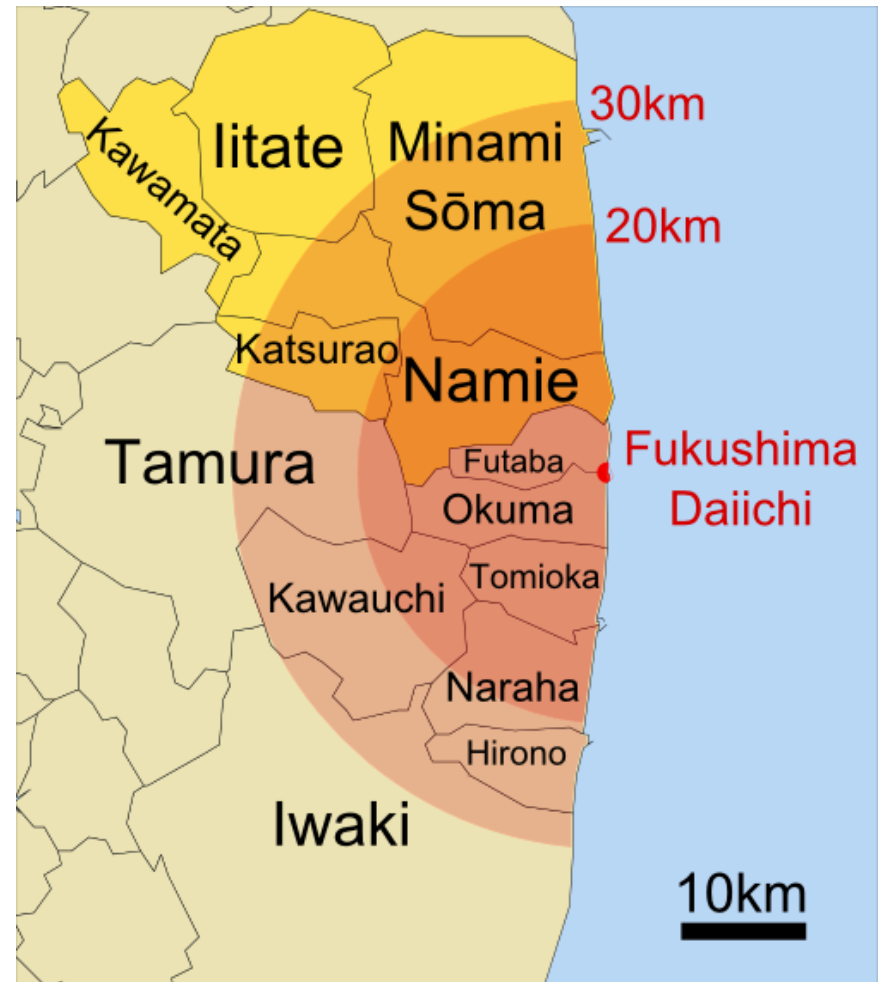 30km
Kawamata
Iitate
Minami
Sōma
20km
Katsurao
Namie
Tamura
Futaba
Fukushima
Daiichi
Okuma
Kawauchi
Tomioka
Naraha
Hirono
Iwaki
10km